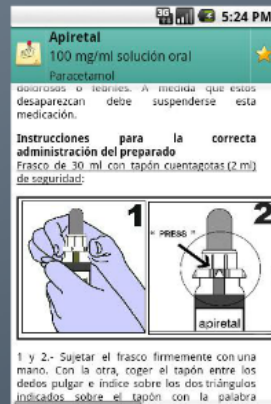 3G 5:24 PM
Apiretal
100 mg/ml solución oral
Paracetamol
dolorosos o febriles. A medida que estos
desaparezcan debe suspenderse esta
medicación.
Instrucciones para la correcta
administración del preparado
Frasco de 30 ml con tapón cuentagotas (2 ml)
de seguridad:
1
2
" PRESS "
apiretal
1 y 2.- Sujetar el frasco firmemente con una
mano. Con la otra, coger el tapón entre los
dedos pulgar e índice sobre los dos triángulos
indicados sobre el tapón con la palabra